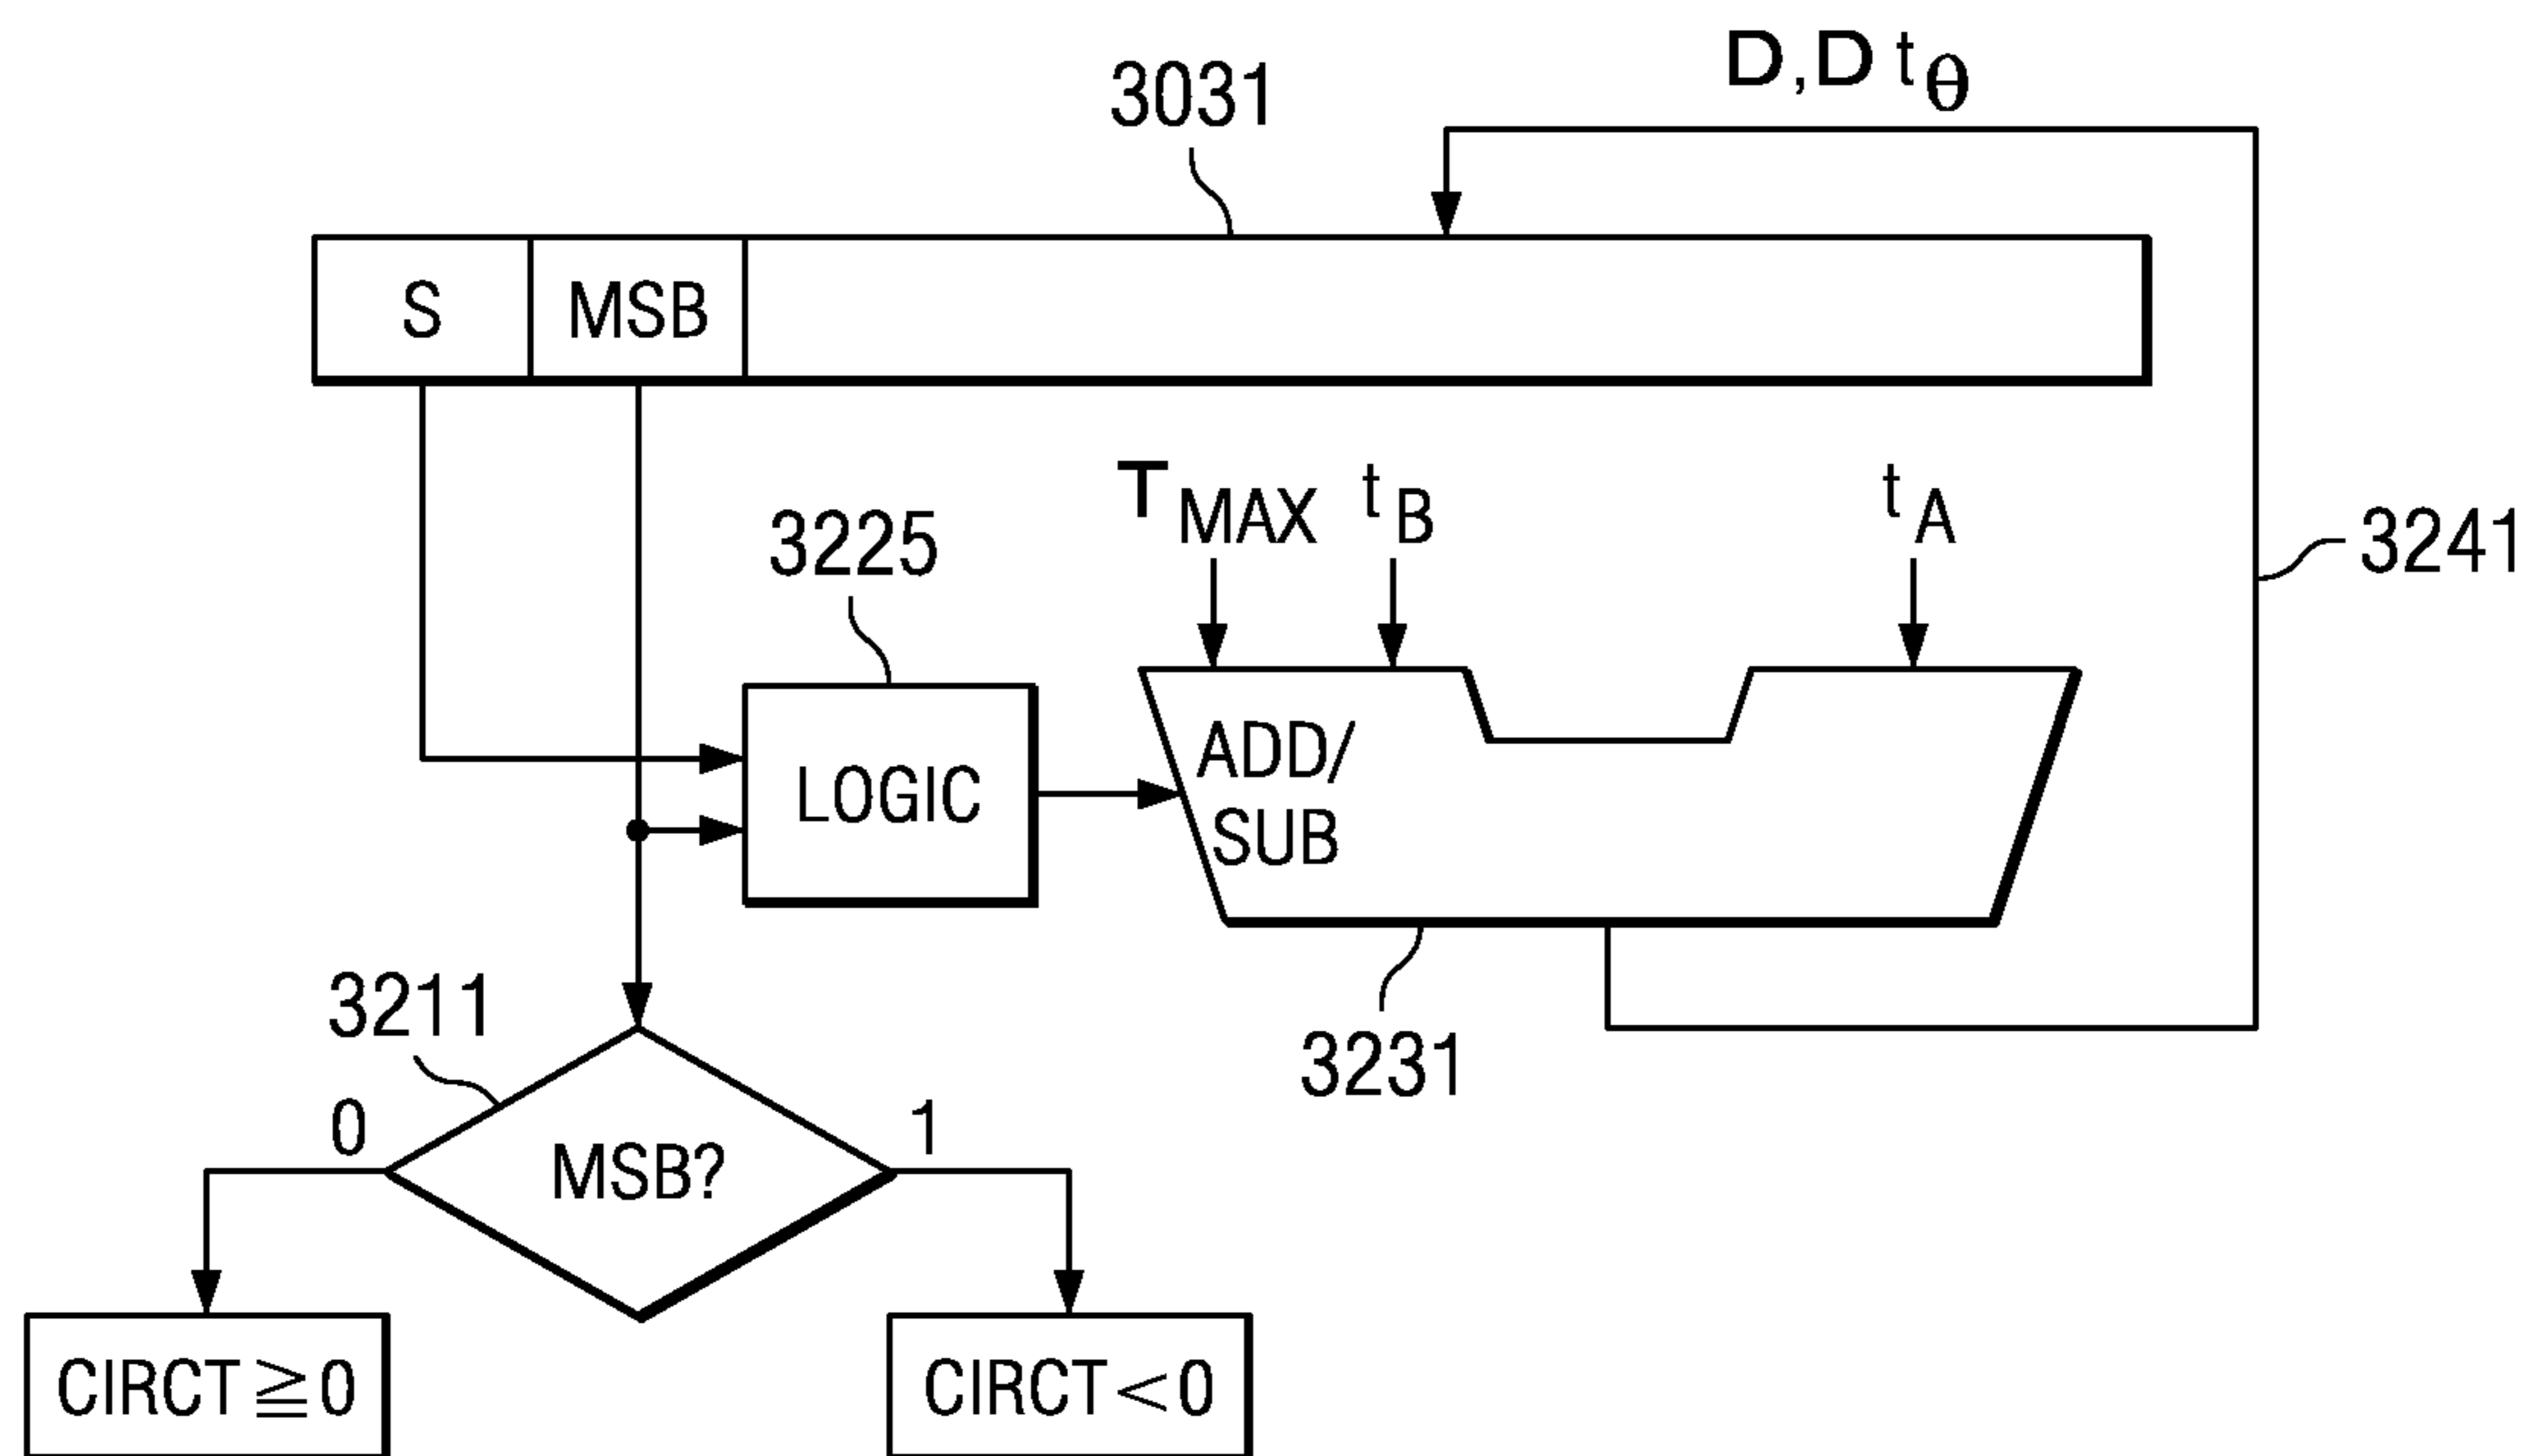 D,D tθ
3031
S MSB
TMAX tB tA
3225
3241
ADD/
SUB
LOGIC
3211
3231
0 1
MSB?
CIRCT≧0 CIRCT<0